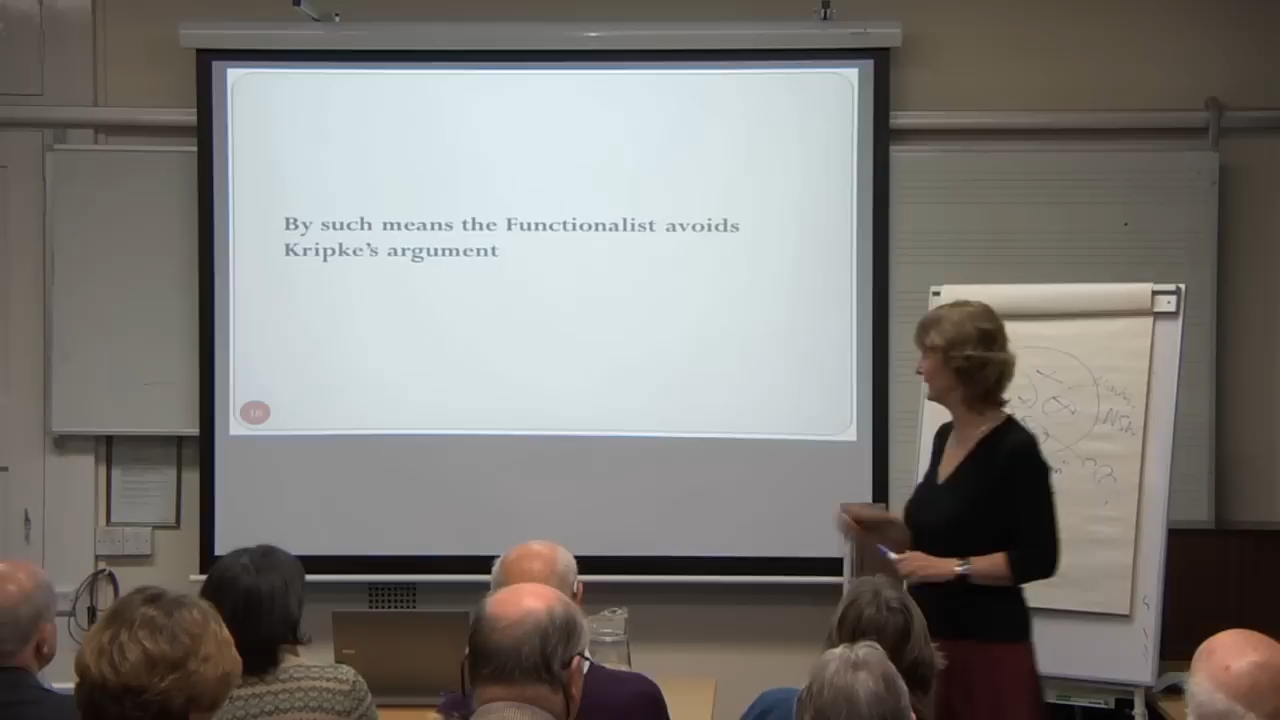 By such means the Functionalist avoids
Kripke's argument
16